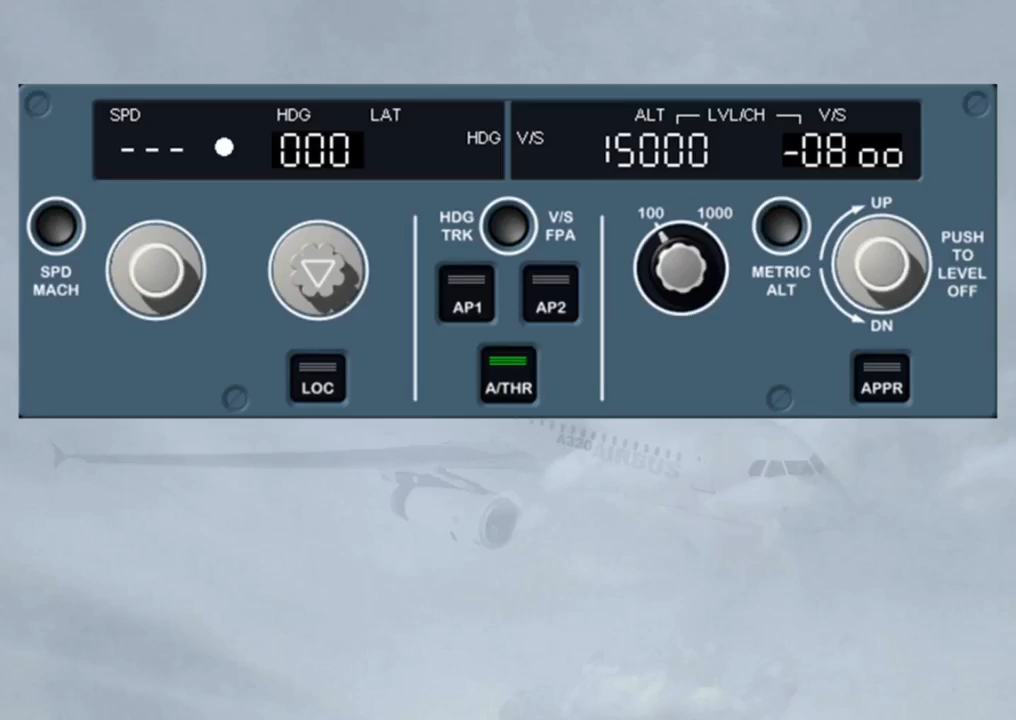 SPD HDG LAT
--- 000
HDG V/S
ALT LVL/CH V/S
15000 -08oo
SPD
MACH
HDG
TRK
V/S
FPA
AP1 AP2
A/THR
LOC
100 1000
METRIC
ALT
UP
DN
PUSH
TO
LEVEL
OFF
APPR
A320 AIRBUS